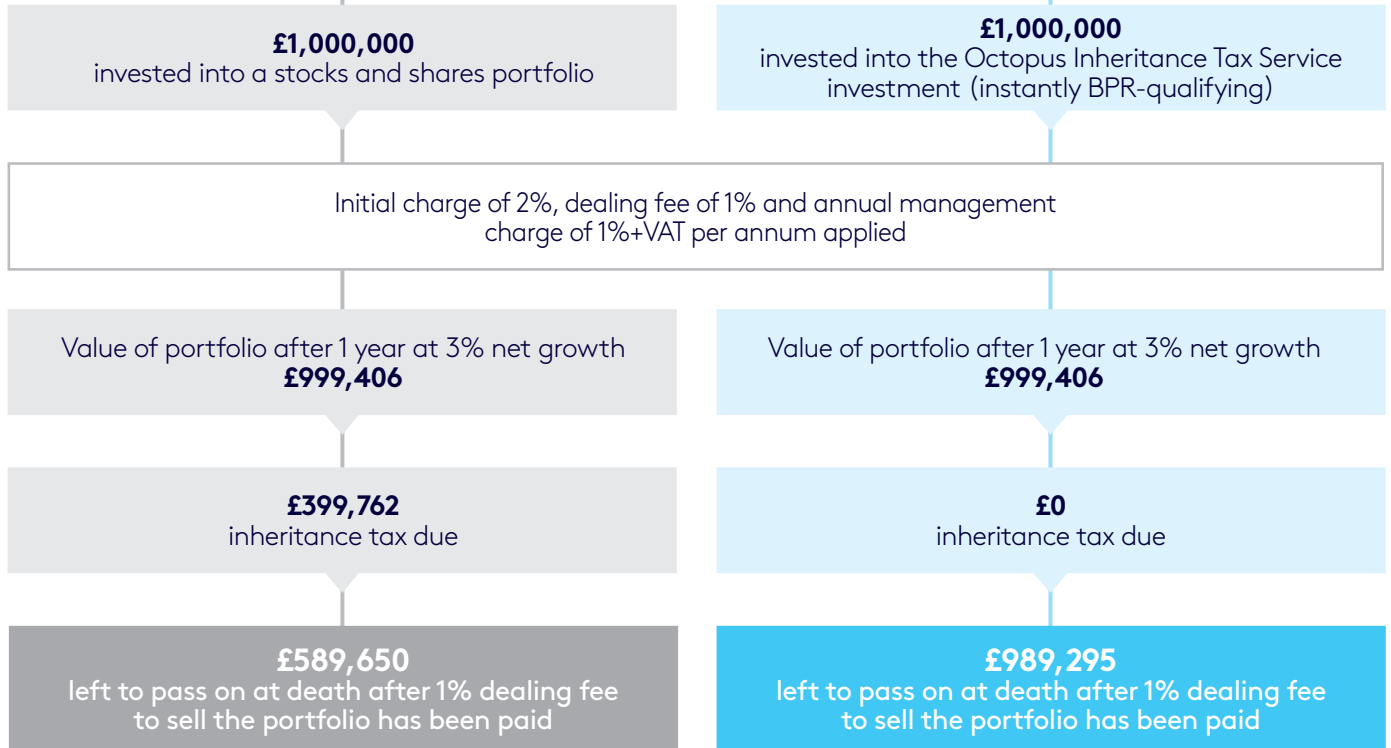 £1,000,000
invested into a stocks and shares portfolio
£1,000,000
invested into the Octopus Inheritance Tax Service
investment (instantly BPR-qualifying)
Initial charge of 2%, dealing fee of 1% and annual management
charge of 1%+VAT per annum applied
Value of portfolio after 1 year at 3% net growth
£999,406
Value of portfolio after 1 year at 3% net growth
£999,406
£399,762
inheritance tax due
£0
inheritance tax due
£589,650
left to pass on at death after 1% dealing fee
to sell the portfolio has been paid
£989,295
left to pass on at death after 1% dealing fee
to sell the portfolio has been paid